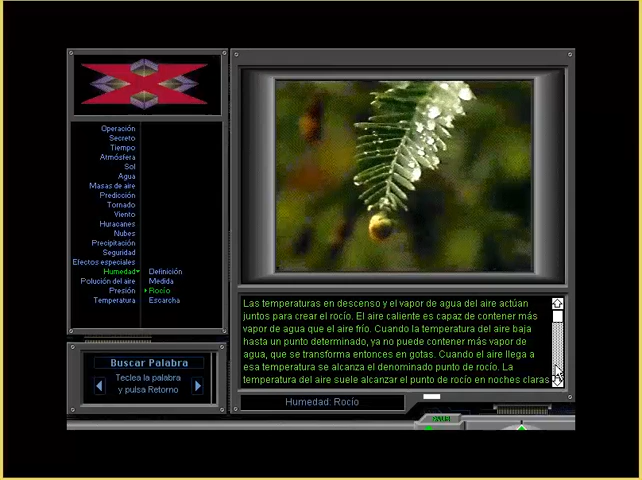 Operación
Secreto
Tiempo
Atmósfera
Sol
Agua
Masas de aire
Predicción
Tornado
Viento
Huracanes
Nubes
Precipitación
Seguridad
Efectos especiales
Humedad
Polución del aire
Presión
Temperatura
Definición
Medida
Rocío
Escarcha
Las temperaturas en descenso y el vapor de agua del aire actúan
juntos para crear el rocío. El aire caliente es capaz de contener más
vapor de agua que el aire frío. Cuando la temperatura del aire baja
hasta un punto determinado, ya no puede contener más vapor de
agua, que se transforma entonces en gotas. Cuando el aire llega a
esa temperatura se alcanza el denominado punto de rocío. La
temperatura del aire suele alcanzar el punto de rocío en noches claras
Buscar Palabra
Teclea la palabra
y pulsa Retorno
Humedad: Rocío